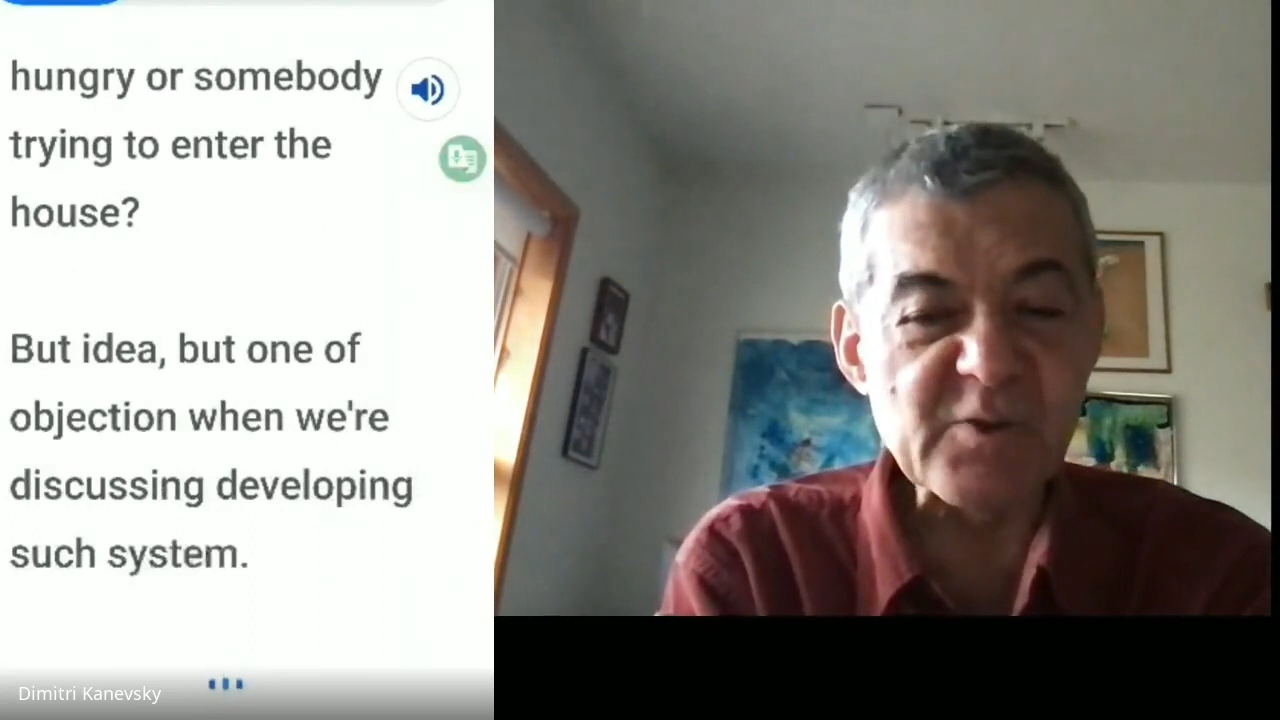 hungry or somebody
trying to enter the
house?
But idea, but one of
objection when we're
discussing developing
such system.
Dimitri Kanevsky